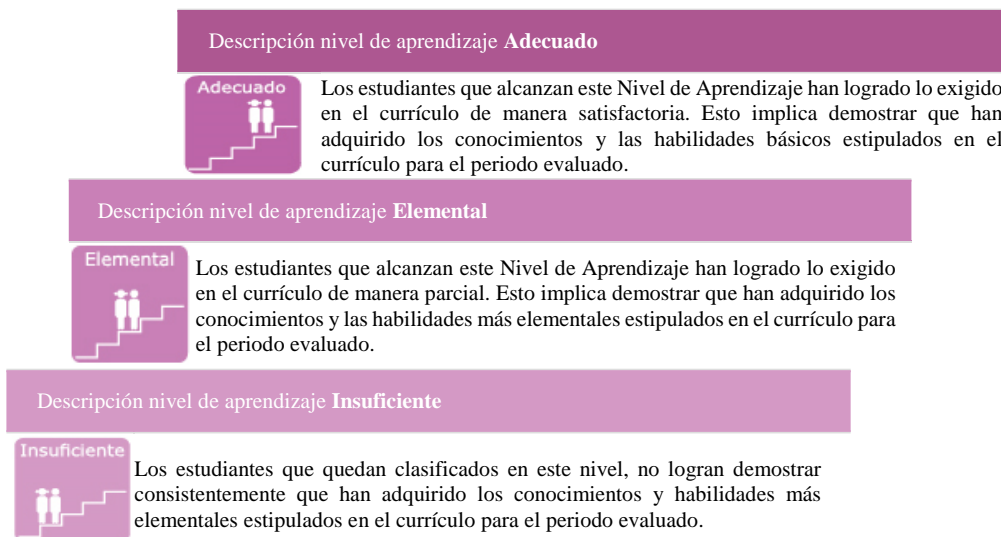 Descripción nivel de aprendizaje Adecuado
Adecuado
Los estudiantes que alcanzan este Nivel de Aprendizaje han logrado lo exigido
en el currículo de manera satisfactoria. Esto implica demostrar que han
adquirido los conocimientos y las habilidades básicos estipulados en el
currículo para el periodo evaluado.
Descripción nivel de aprendizaje Elemental
Elemental
Los estudiantes que alcanzan este Nivel de Aprendizaje han logrado lo exigido
en el currículo de manera parcial. Esto implica demostrar que han adquirido los
conocimientos y las habilidades más elementales estipulados en el currículo para
el periodo evaluado.
Descripción nivel de aprendizaje Insuficiente
Insuficiente
Los estudiantes que quedan clasificados en este nivel, no logran demostrar
consistentemente que han adquirido los conocimientos y habilidades más
elementales estipulados en el currículo para el periodo evaluado.